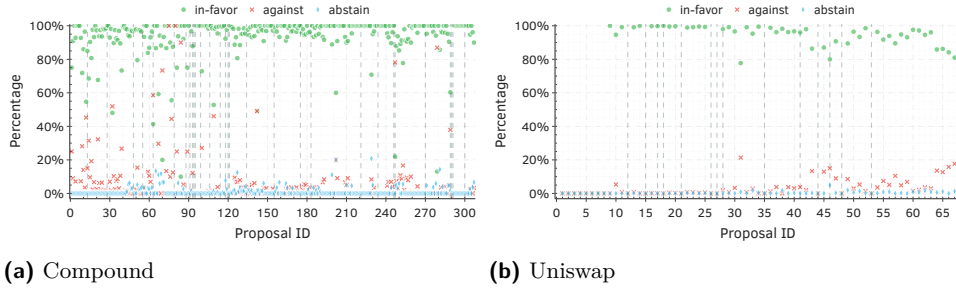 in-favor against abstain
100%
80%
60%
40%
20%
0%
Percentage
0 30 60 90 120 150 180 210 240 270 300
Proposal ID
(a) Compound
in-favor against abstain
100%
80%
60%
40%
20%
0%
Percentage
0 5 10 15 20 25 30 35 40 45 50 55 60 65
Proposal ID
(b) Uniswap